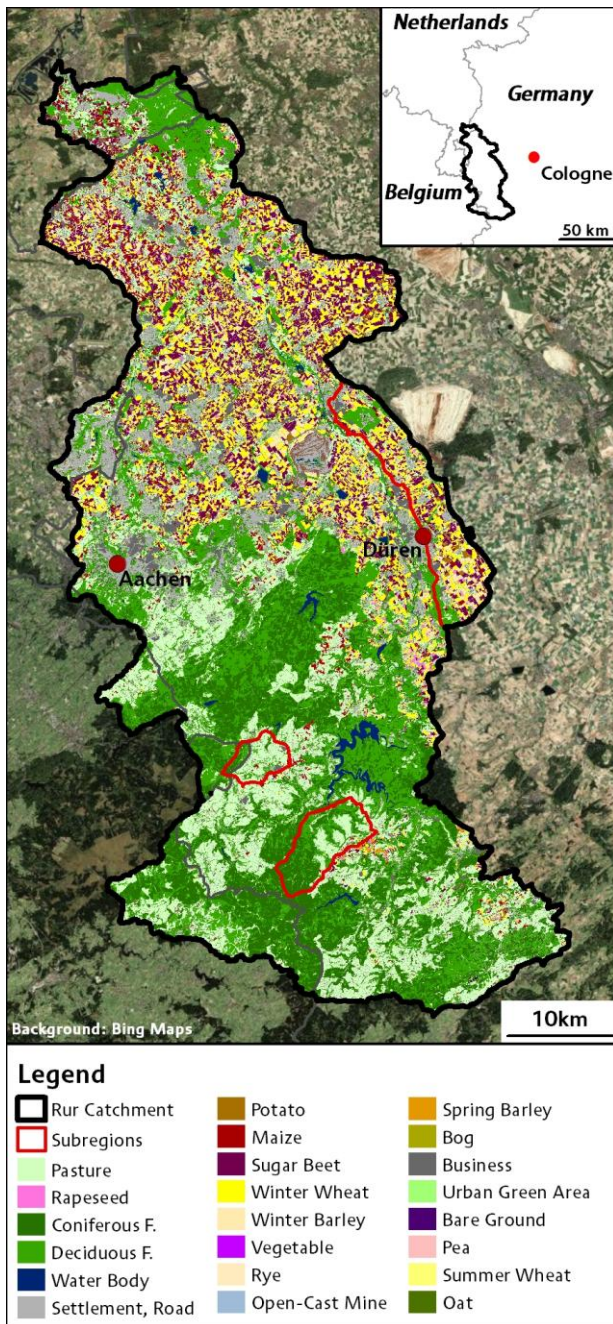 Netherlands
Germany
Belgium
Cologne
50 km
Düren
Aachen
10km
Background: Bing Maps
Legend
Rur Catchment
Subregions
Pasture
Rapeseed
Coniferous F.
Deciduous F.
Water Body
Settlement, Road
Potato
Maize
Sugar Beet
Winter Wheat
Winter Barley
Vegetable
Rye
Open-Cast Mine
Spring Barley
Bog
Business
Urban Green Area
Bare Ground
Pea
Summer Wheat
Oat